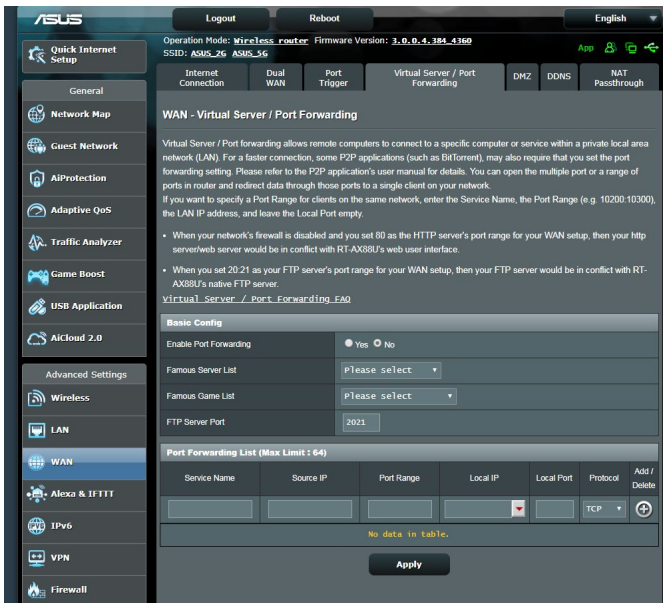 ASUS
Logout
Reboot
English
Operation Mode: Wireless router Firmware Version: 3.0.0.4.384_4360
SSID: ASUS_2G ASUS_5G
App
Quick Internet
Setup
General
Network Map
Guest Network
AiProtection
Adaptive QoS
Traffic Analyzer
Game Boost
USB Application
AiCloud 2.0
Advanced Settings
Wireless
LAN
WAN
Alexa & IFTTT
IPv6
VPN
Firewall
Internet
Connection
Dual
WAN
Port
Trigger
Virtual Server / Port
Forwarding
DMZ
DDNS
NAT
Passthrough
WAN - Virtual Server / Port Forwarding
Virtual Server / Port forwarding allows remote computers to connect to a specific computer or service within a private local area
network (LAN). For a faster connection, some P2P applications (such as BitTorrent), may also require that you set the port
forwarding setting. Please refer to the P2P application's user manual for details. You can open the multiple port or a range of
ports in router and redirect data through those ports to a single client on your network.
If you want to specify a Port Range for clients on the same network, enter the Service Name, the Port Range (e.g. 10200:10300),
the LAN IP address, and leave the Local Port empty.
• When your network's firewall is disabled and you set 80 as the HTTP server's port range for your WAN setup, then your http
server/web server would be in conflict with RT-AX88U's web user interface.
• When you set 20:21 as your FTP server's port range for your WAN setup, then your FTP server would be in conflict with RT-
AX88U's native FTP server.
Virtual Server / Port Forwarding FAQ
Basic Config
Enable Port Forwarding
Yes No
Famous Server List
Please select
Famous Game List
Please select
FTP Server Port
2021
Port Forwarding List (Max Limit : 64)
Service Name
Source IP
Port Range
Local IP
Local Port
Protocol
Add /
Delete
TCP
No data in table.
Apply